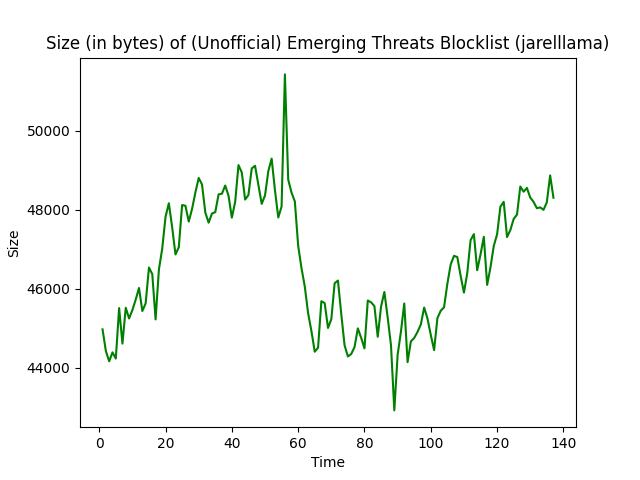 Size (in bytes) of (Unofficial) Emerging Threats Blocklist (jarelllama)
50000
48000
46000
44000
Size
0 20 40 60 80 100 120 140
Time